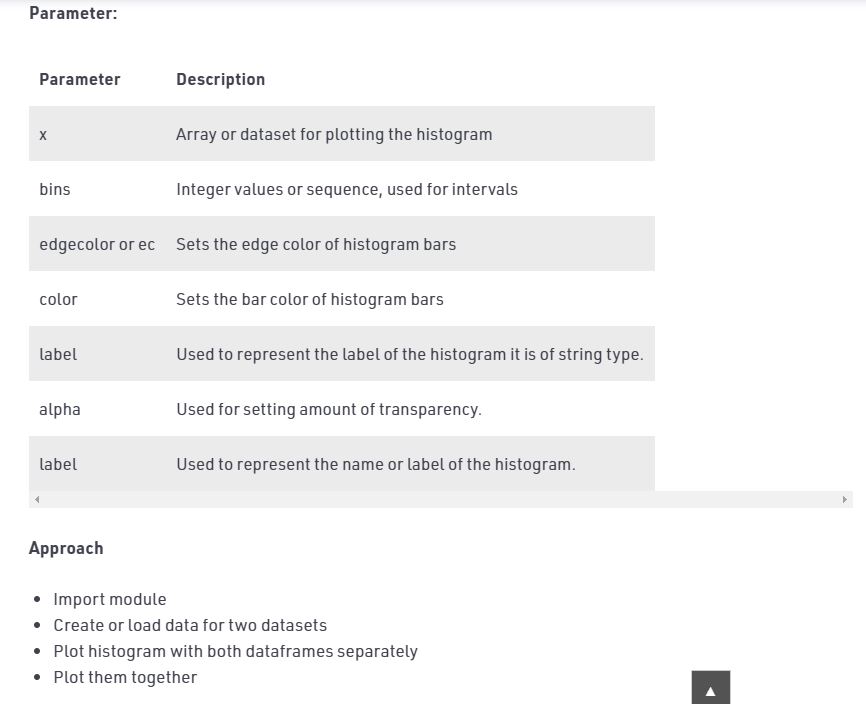 Parameter:
Parameter Description
x Array or dataset for plotting the histogram
bins Integer values or sequence, used for intervals
edgecolor or ec Sets the edge color of histogram bars
color Sets the bar color of histogram bars
label Used to represent the label of the histogram it is of string type.
alpha Used for setting amount of transparency.
label Used to represent the name or label of the histogram.
Approach
Import module
Create or load data for two datasets
Plot histogram with both dataframes separately
Plot them together